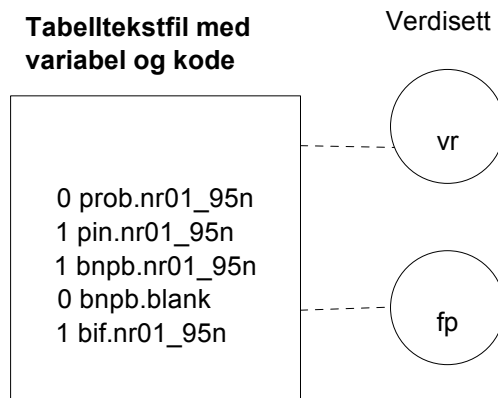 Tabelltekstfil med
variabel og kode
Verdisett
vr
0 prob.nr01_95n
1 pin.nr01_95n
1 bnpb.nr01_95n
0 bnpb.blank
1 bif.nr01_95n
fp